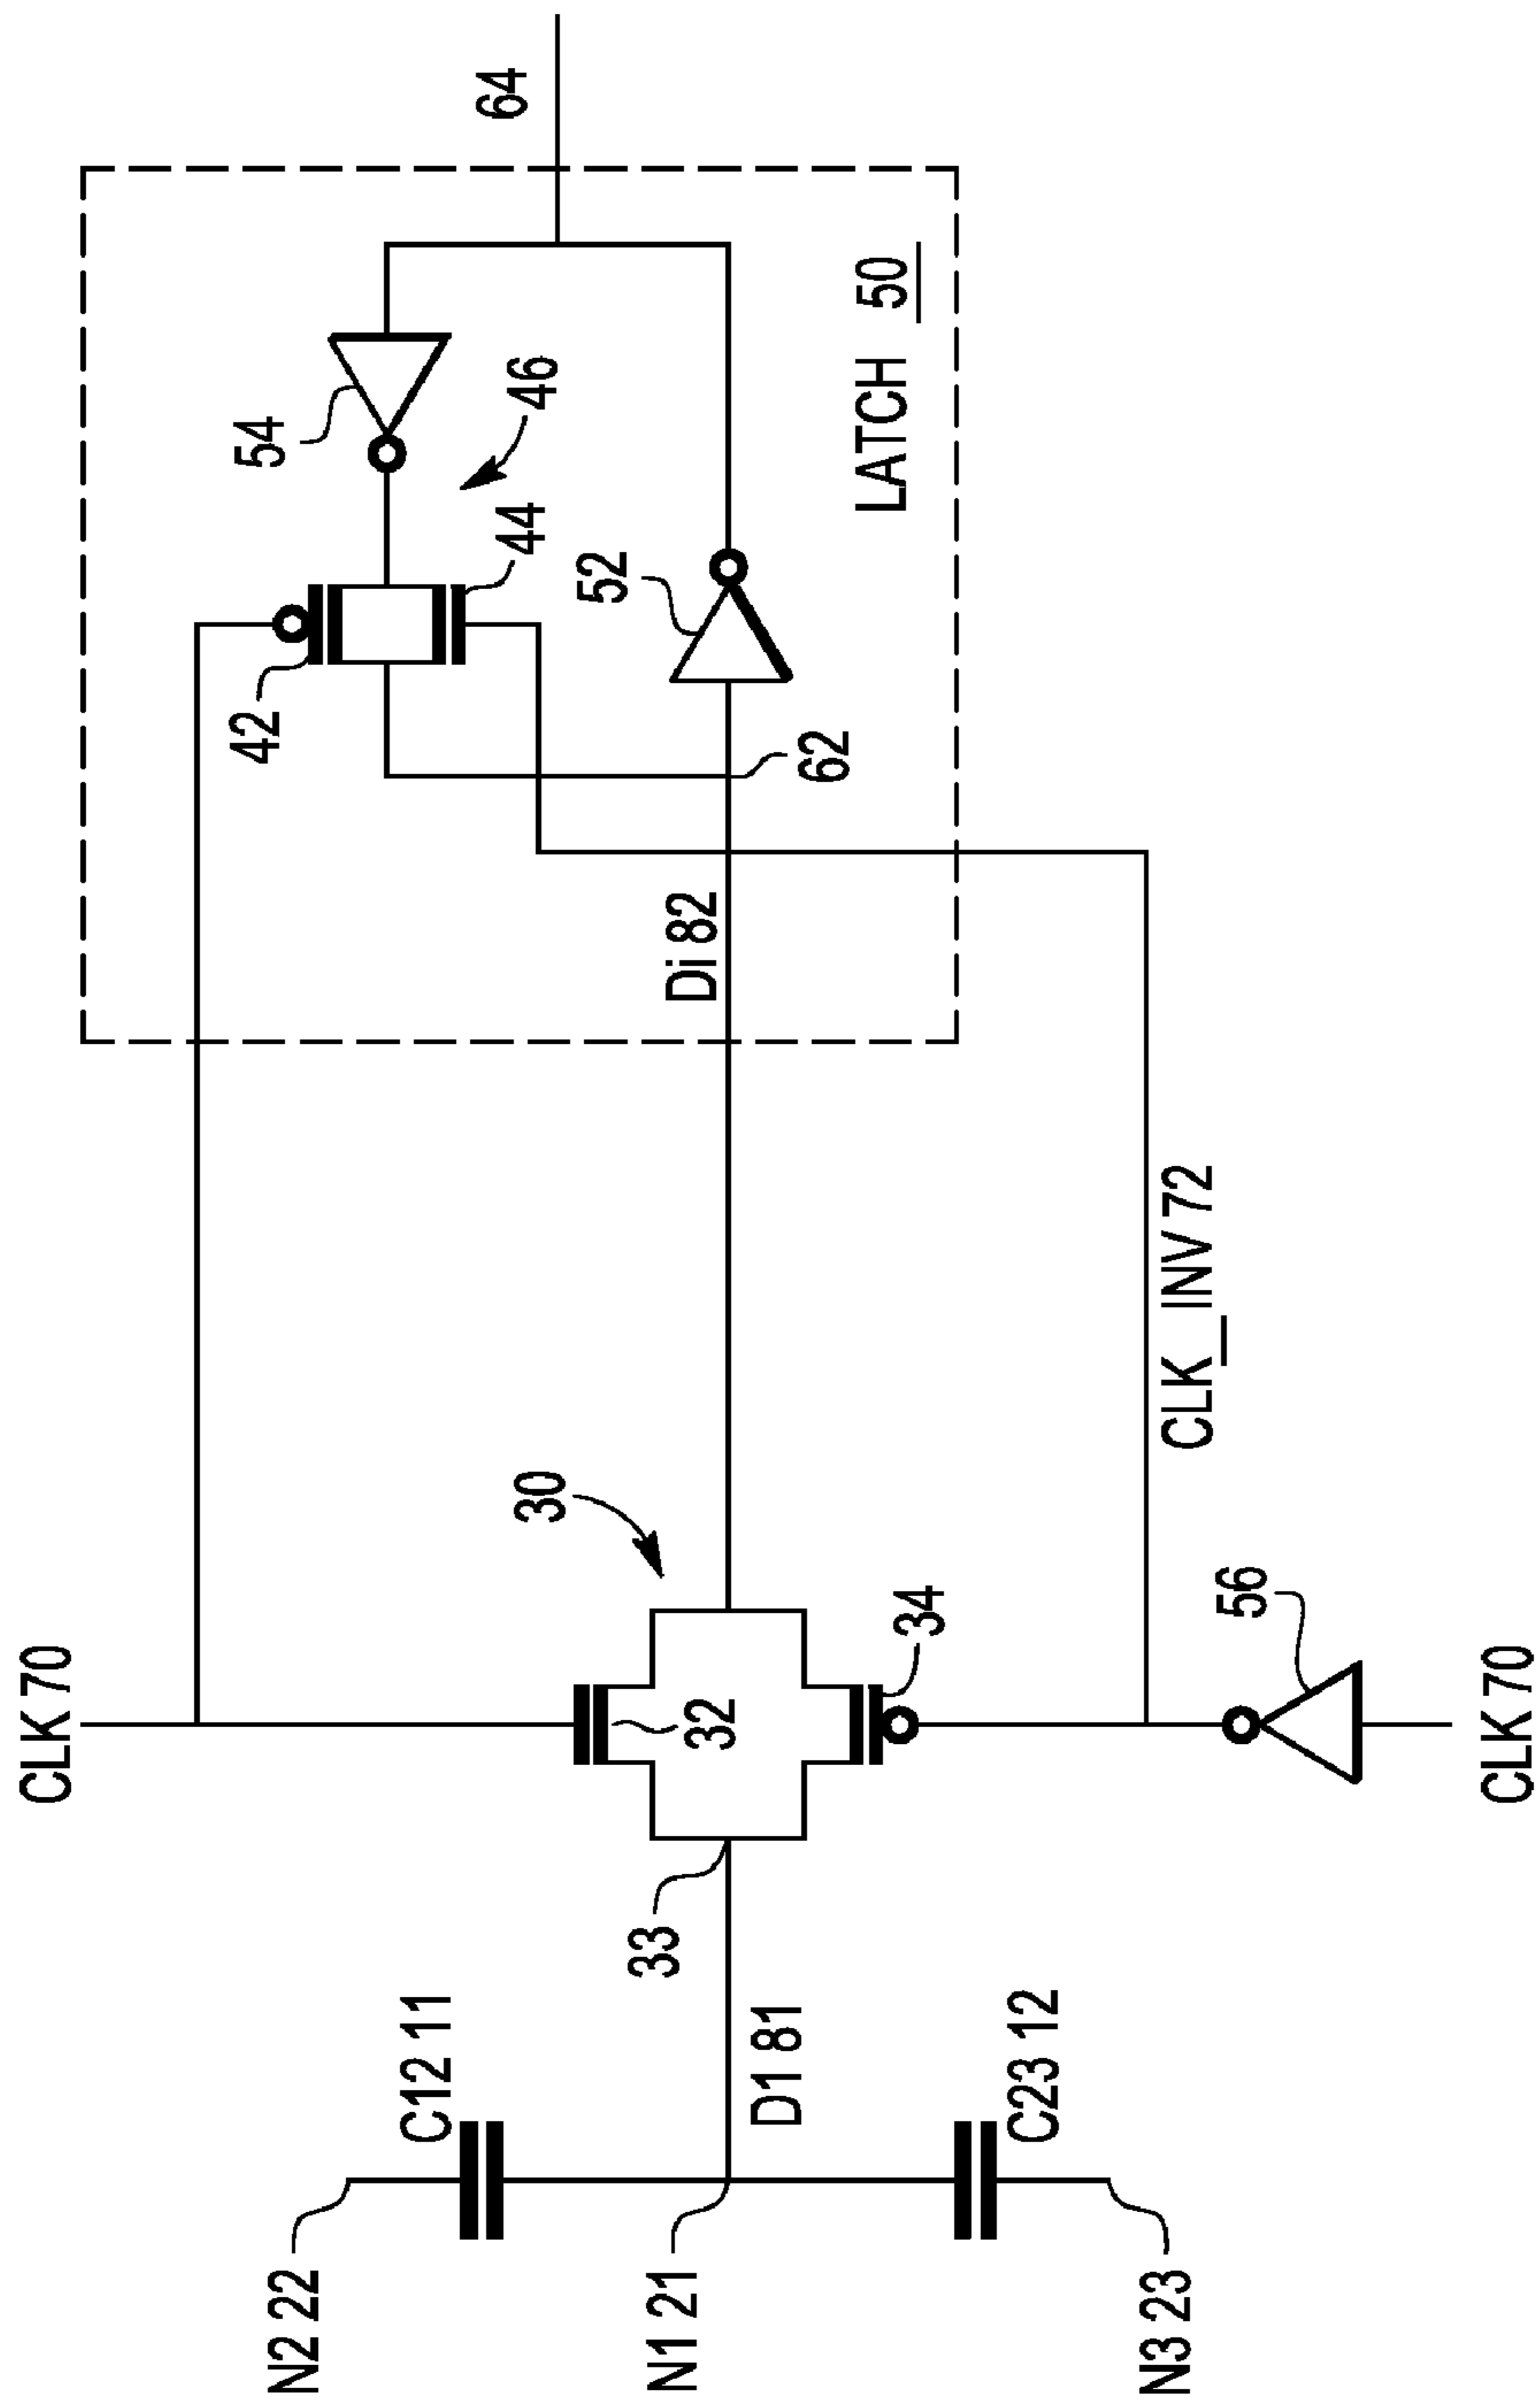 CLK 70
N2 22
C12 11
N1 21
D1 81
33
32
30
34
N3 23
C23 12
CLK_INV 72
56
CLK 70
Di 82
42
54
46
44
52
62
LATCH 50
64